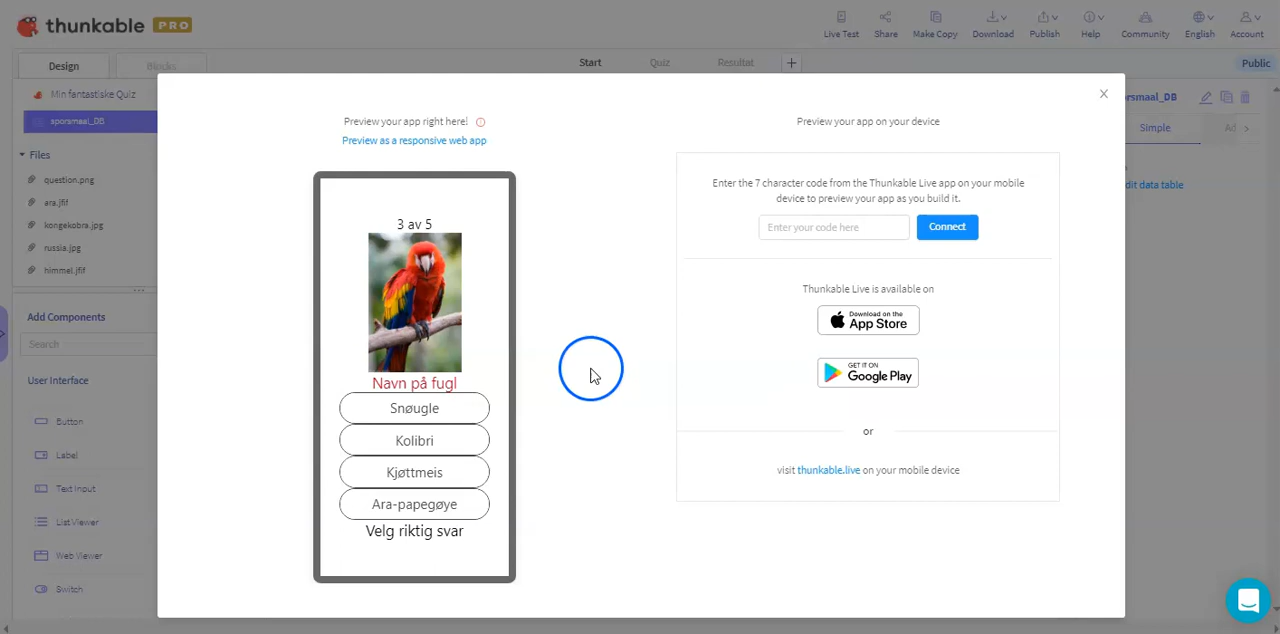 thunkable PRO
Live Test
Share
Make Copy
Download
Publish
Help
Community
English
Account
Design
Blocks
Start
Quiz
Resultat
Public
Min fantastiske Quiz
sporsmaal_DB
Files
question.png
ara.jfif
kongekobra.jpg
russia.jpg
himmel.jfif
Add Components
Search
User Interface
Button
Label
Text Input
List Viewer
Web Viewer
Switch
Preview your app right here!
Preview as a responsive web app
3 av 5
Navn på fugl
Snøugle
Kolibri
Kjøttmeis
Ara-papegøye
Velg riktig svar
Preview your app on your device
Enter the 7 character code from the Thunkable Live app on your mobile
device to preview your app as you build it.
Enter your code here
Connect
Thunkable Live is available on
Download on the
App Store
GET IT ON
Google Play
or
visit thunkable.live on your mobile device
X
orsmaal_DB
Simple
Ad
dit data table